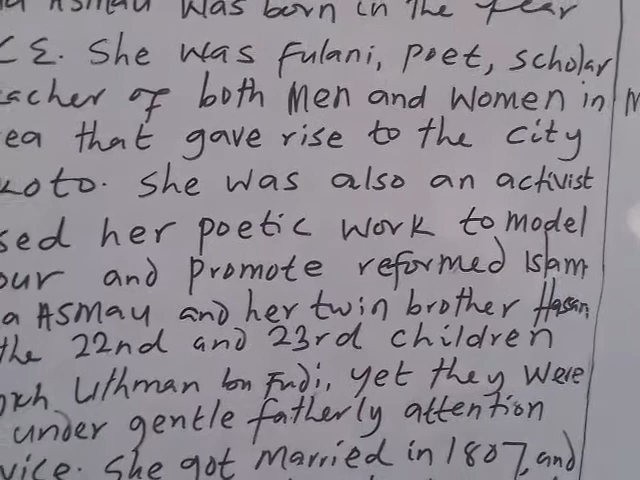 Asmau was born in the year
CE. She was Fulani, poet, scholar
acher of both Men and Women in
ea that gave rise to the city
koto. She was also an activist
sed her poetic work to model
our and promote reformed Islam
a Asmau and her twin brother Hasan
the 22nd and 23rd children
Uthman bn Fudi, yet they were
under gentle fatherly attention
vice. She got married in 1807, and